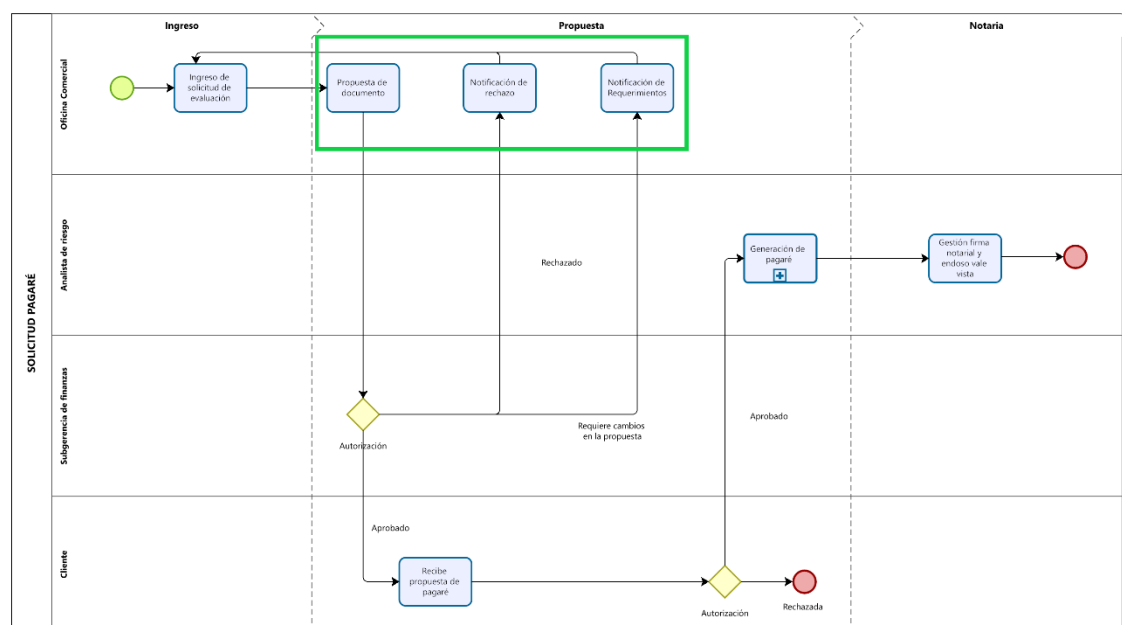 Ingreso
Propuesta
Notaria
SOLICITUD PAGARÉ
Oficina Comercial
Ingreso de
solicitud de
evaluación
Propuesta de
documento
Notificación de
rechazo
Notificación de
Requerimientos
Analista de riesgo
Rechazado
Generación de
pagaré
Gestión firma
notarial y
endoso vale
vista
Subgerencia de finanzas
Autorización
Requiere cambios
en la propuesta
Aprobado
Cliente
Aprobado
Recibe
propuesta de
pagaré
Autorización
Rechazada